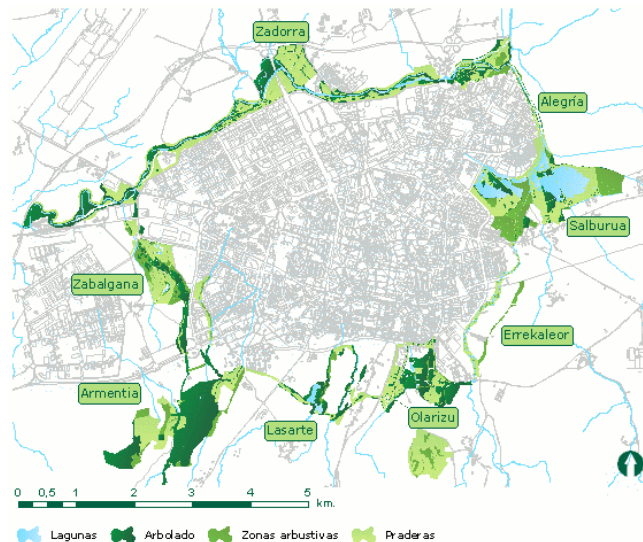 Zadorra
Alegría
Salburua
Zabalgana
Errekaleor
Armentia
Lasarte
Olarizu
0 0,5 1 2 3 4 5
km.
Lagunas Arbolado Zonas arbustivas Praderas